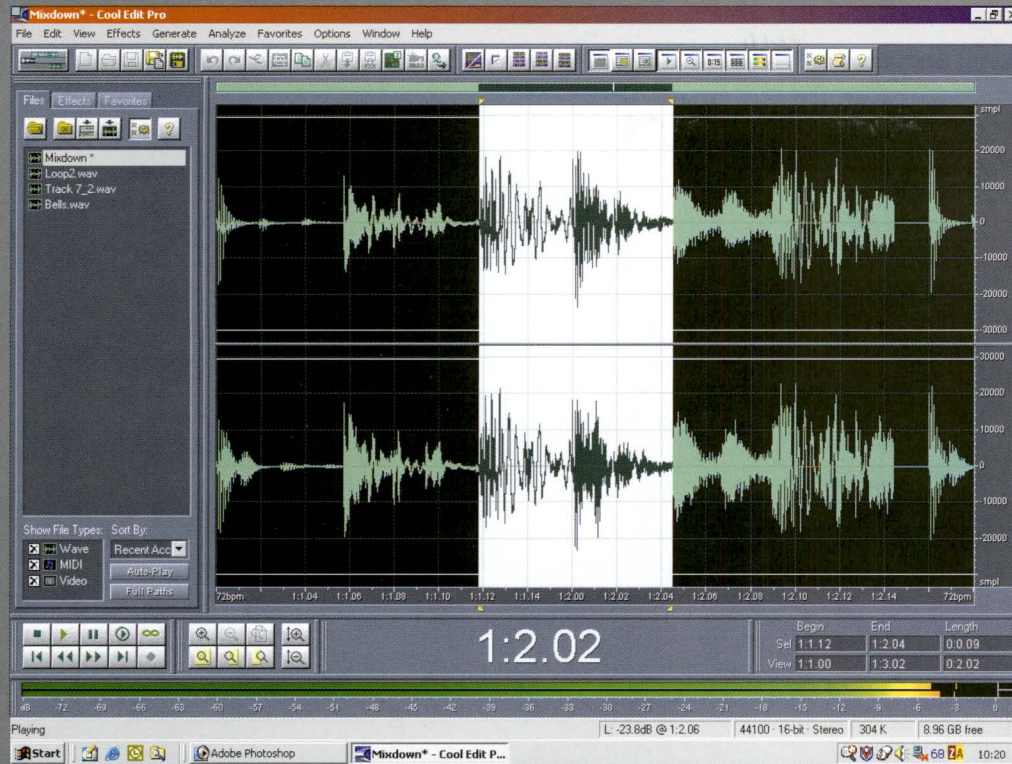 Mixdown* - Cool Edit Pro
File Edit View Effects Generate Analyze Favorites Options Window Help
0:15
Files Effects Favorites
Mixdown *
Loop2.wav
Track 7_2.wav
Bells.wav
Show File Types: Sort By:
Wave Recent Acc
MIDI Auto-Play
Video Full Paths
smpl
20000
10000
0
-10000
-20000
-30000
30000
20000
10000
0
-10000
-20000
smpl
72bpm 1:1.04 1:1.06 1:1.08 1:1.10 1:1.12 1:1.14 1:2.00 1:2.02 1:2.04 1:2.06 1:2.08 1:2.10 1:2.12 1:2.14 72bpm
1:2.02
Begin End Length
Sel 1:1.12 1:2.04 0:0.09
View 1:1.00 1:3.02 0:2.02
dB -72 -69 -66 -63 -60 -57 -54 -51 -48 -45 -42 -39 -36 -33 -30 -27 -24 -21 -18 -15 -12 -9 -6 -3 0
Playing L: -23.8dB @ 1:2.06 44100 · 16-bit · Stereo 304 K 8.96 GB free
Start Adobe Photoshop Mixdown* - Cool Edit P... 68 ZA 10:20